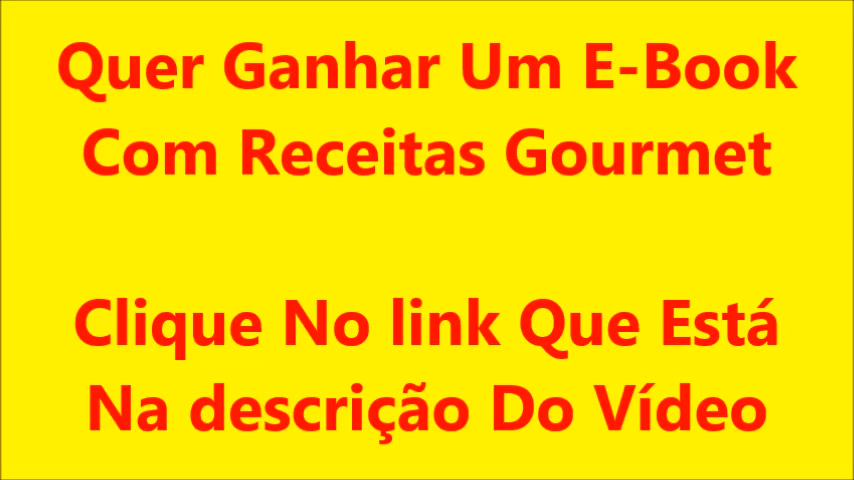 Quer Ganhar Um E-Book
Com Receitas Gourmet
Clique No link Que Está
Na descrição Do Vídeo